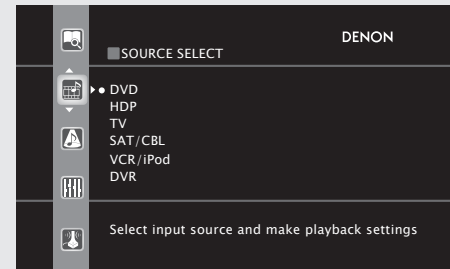 DENON
SOURCE SELECT
DVD
HDP
TV
SAT/CBL
VCR/iPod
DVR
Select input source and make playback settings